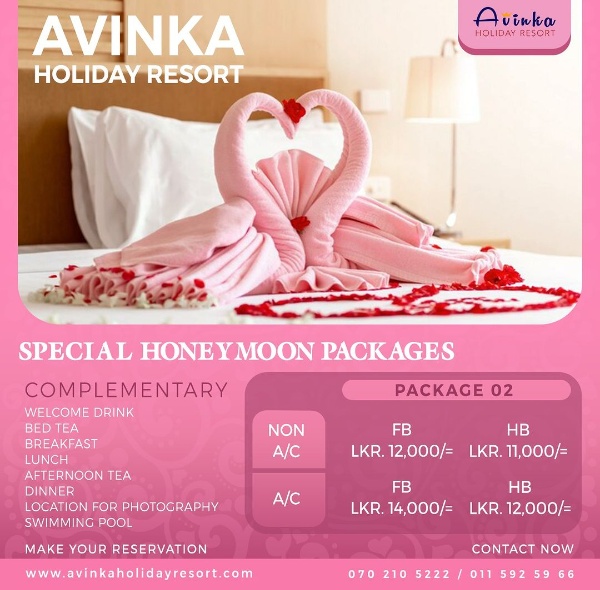 AVINKA
HOLIDAY RESORT
Avinka
HOLIDAY RESORT
SPECIAL HONEYMOON PACKAGES
COMPLEMENTARY
WELCOME DRINK
BED TEA
BREAKFAST
LUNCH
AFTERNOON TEA
DINNER
LOCATION FOR PHOTOGRAPHY
SWIMMING POOL
PACKAGE 02
NON
A/C
FB
LKR. 12,000/=
HB
LKR. 11,000/=
A/C
FB
LKR. 14,000/=
HB
LKR. 12,000/=
MAKE YOUR RESERVATION
CONTACT NOW
www.avinkaholidayresort.com
070 210 5222 / 011 592 59 66